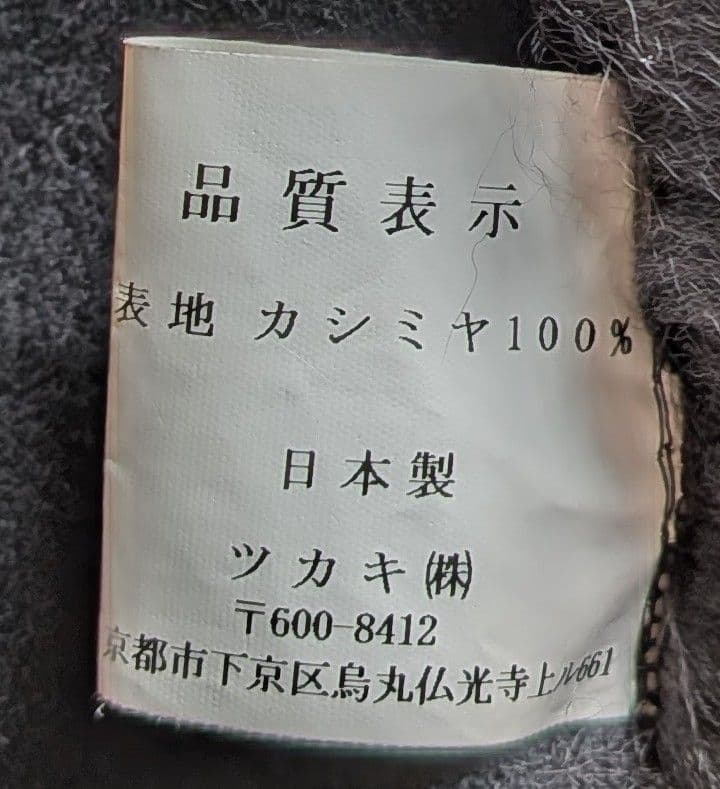 品質表示
表地 カシミヤ100%
日本製
ツカキ㈱
〒600-8412
京都市下京区烏丸仏光寺上ル661